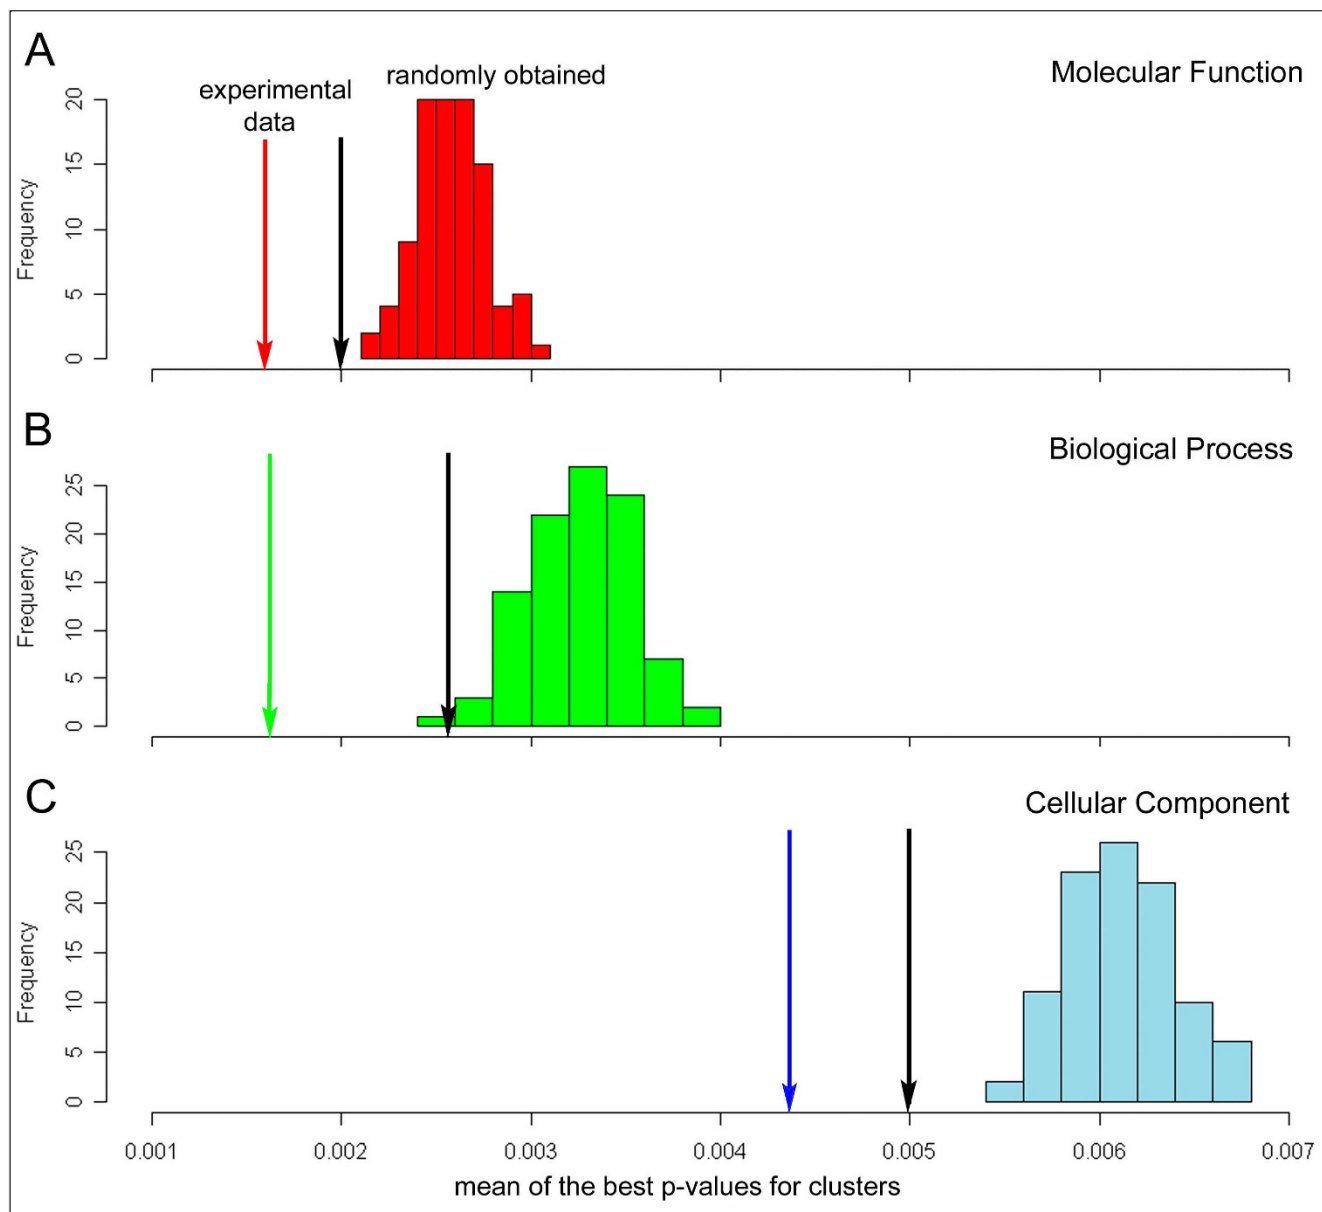 A
Molecular Function
experimental
data
randomly obtained
Frequency
20
15
10
5
0
B
Biological Process
Frequency
25
20
15
10
5
0
C
Cellular Component
Frequency
25
20
15
10
5
0
0.001 0.002 0.003 0.004 0.005 0.006 0.007
mean of the best p-values for clusters